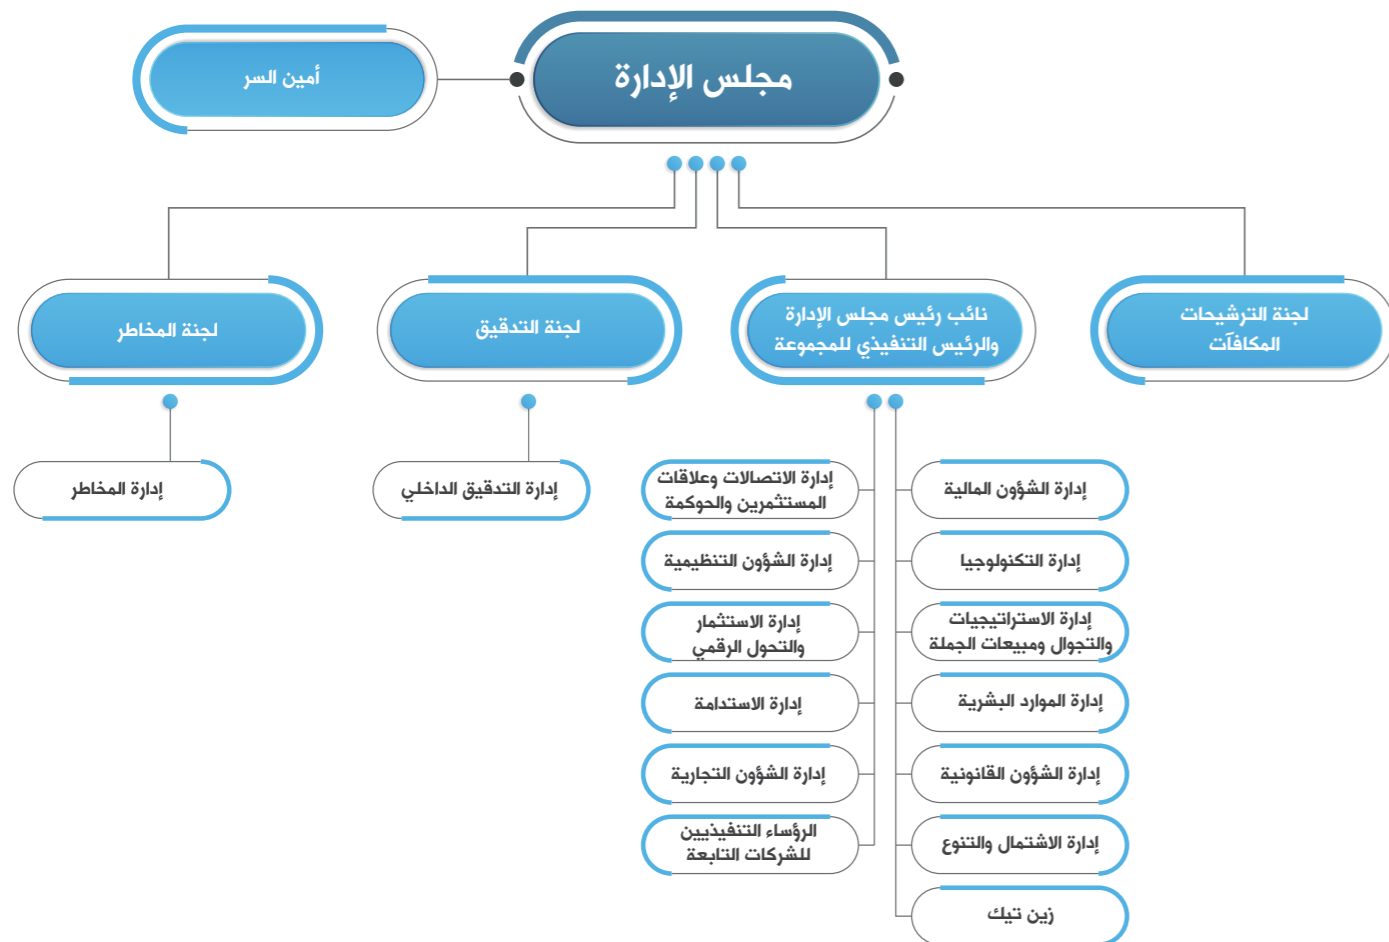 مجلس الإدارة
أمين السر
لجنة الترشيحات
المكافآت
نائب رئيس مجلس الإدارة
والرئيس التنفيذي للمجموعة
لجنة التدقيق
لجنة المخاطر
إدارة الشؤون المالية
إدارة التكنولوجيا
إدارة الاستراتيجيات
والتجوال ومبيعات الجملة
إدارة الموارد البشرية
إدارة الشؤون القانونية
إدارة الاشتمال والتنوع
زين تيك
إدارة الاتصالات وعلاقات
المستثمرين والحوكمة
إدارة الشؤون التنظيمية
إدارة الاستثمار
والتحول الرقمي
إدارة الاستدامة
إدارة الشؤون التجارية
الرؤساء التنفيذيين
للشركات التابعة
إدارة التدقيق الداخلي
إدارة المخاطر